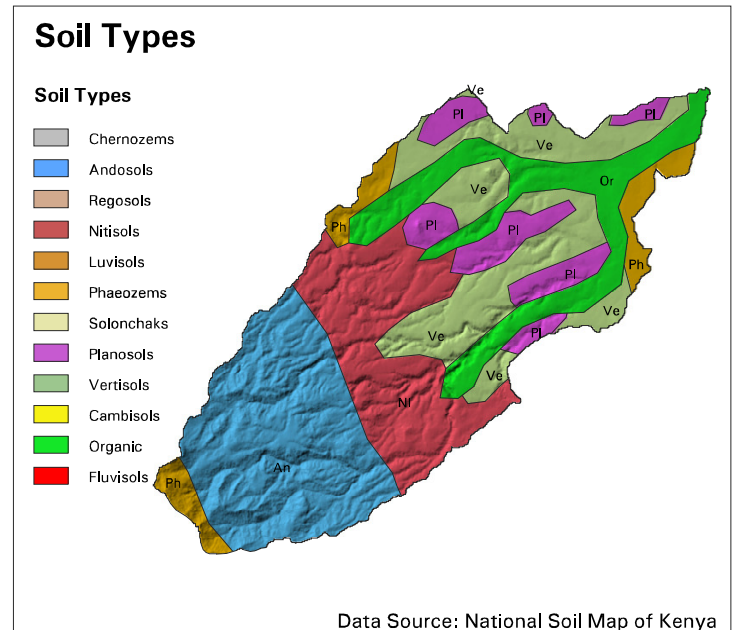 Soil Types
Soil Types
Chernozems
Andosols
Regosols
Nitisols
Luvisols
Phaeozems
Solonchaks
Planosols
Vertisols
Cambisols
Organic
Fluvisols
Ve
Pl
Pl
Pl
Ve
Or
Ve
Ph
Pl
Pl
Ph
Pl
Ve
Pl
Ve
Ve
NI
An
Ph
Data Source: National Soil Map of Kenya